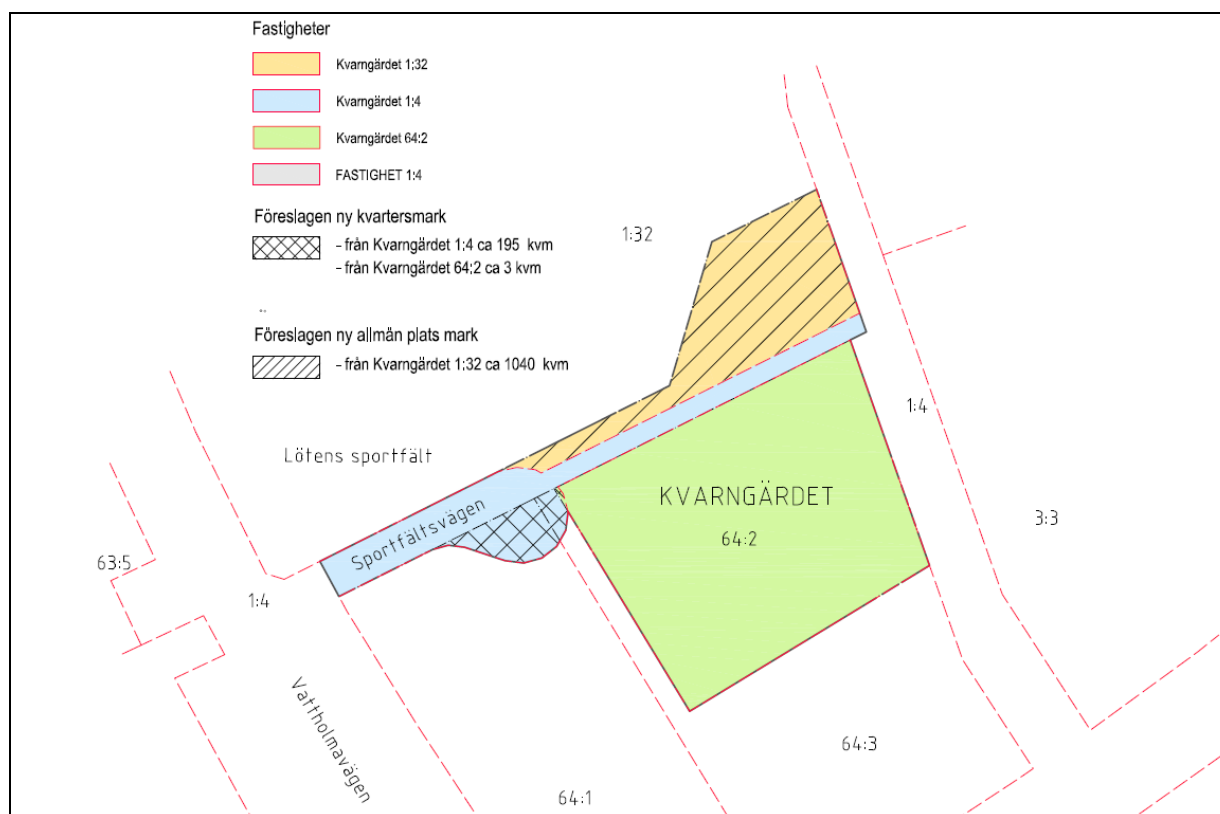 Fastigheter
Kvarngärdet 1:32
Kvarngärdet 1:4
Kvarngärdet 64:2
FASTIGHET 1:4
Föreslagen ny kvartersmark
- från Kvarngärdet 1:4 ca 195 kvm
- från Kvarngärdet 64:2 ca 3 kvm
Föreslagen ny allmän plats mark
- från Kvarngärdet 1:32 ca 1040 kvm
1:32
1:4
Lötens sportfält
KVARNGÄRDET
64:2
Sportfältsvägen
3:3
63:5
1:4
Vattholmavägen
64:3
64:1